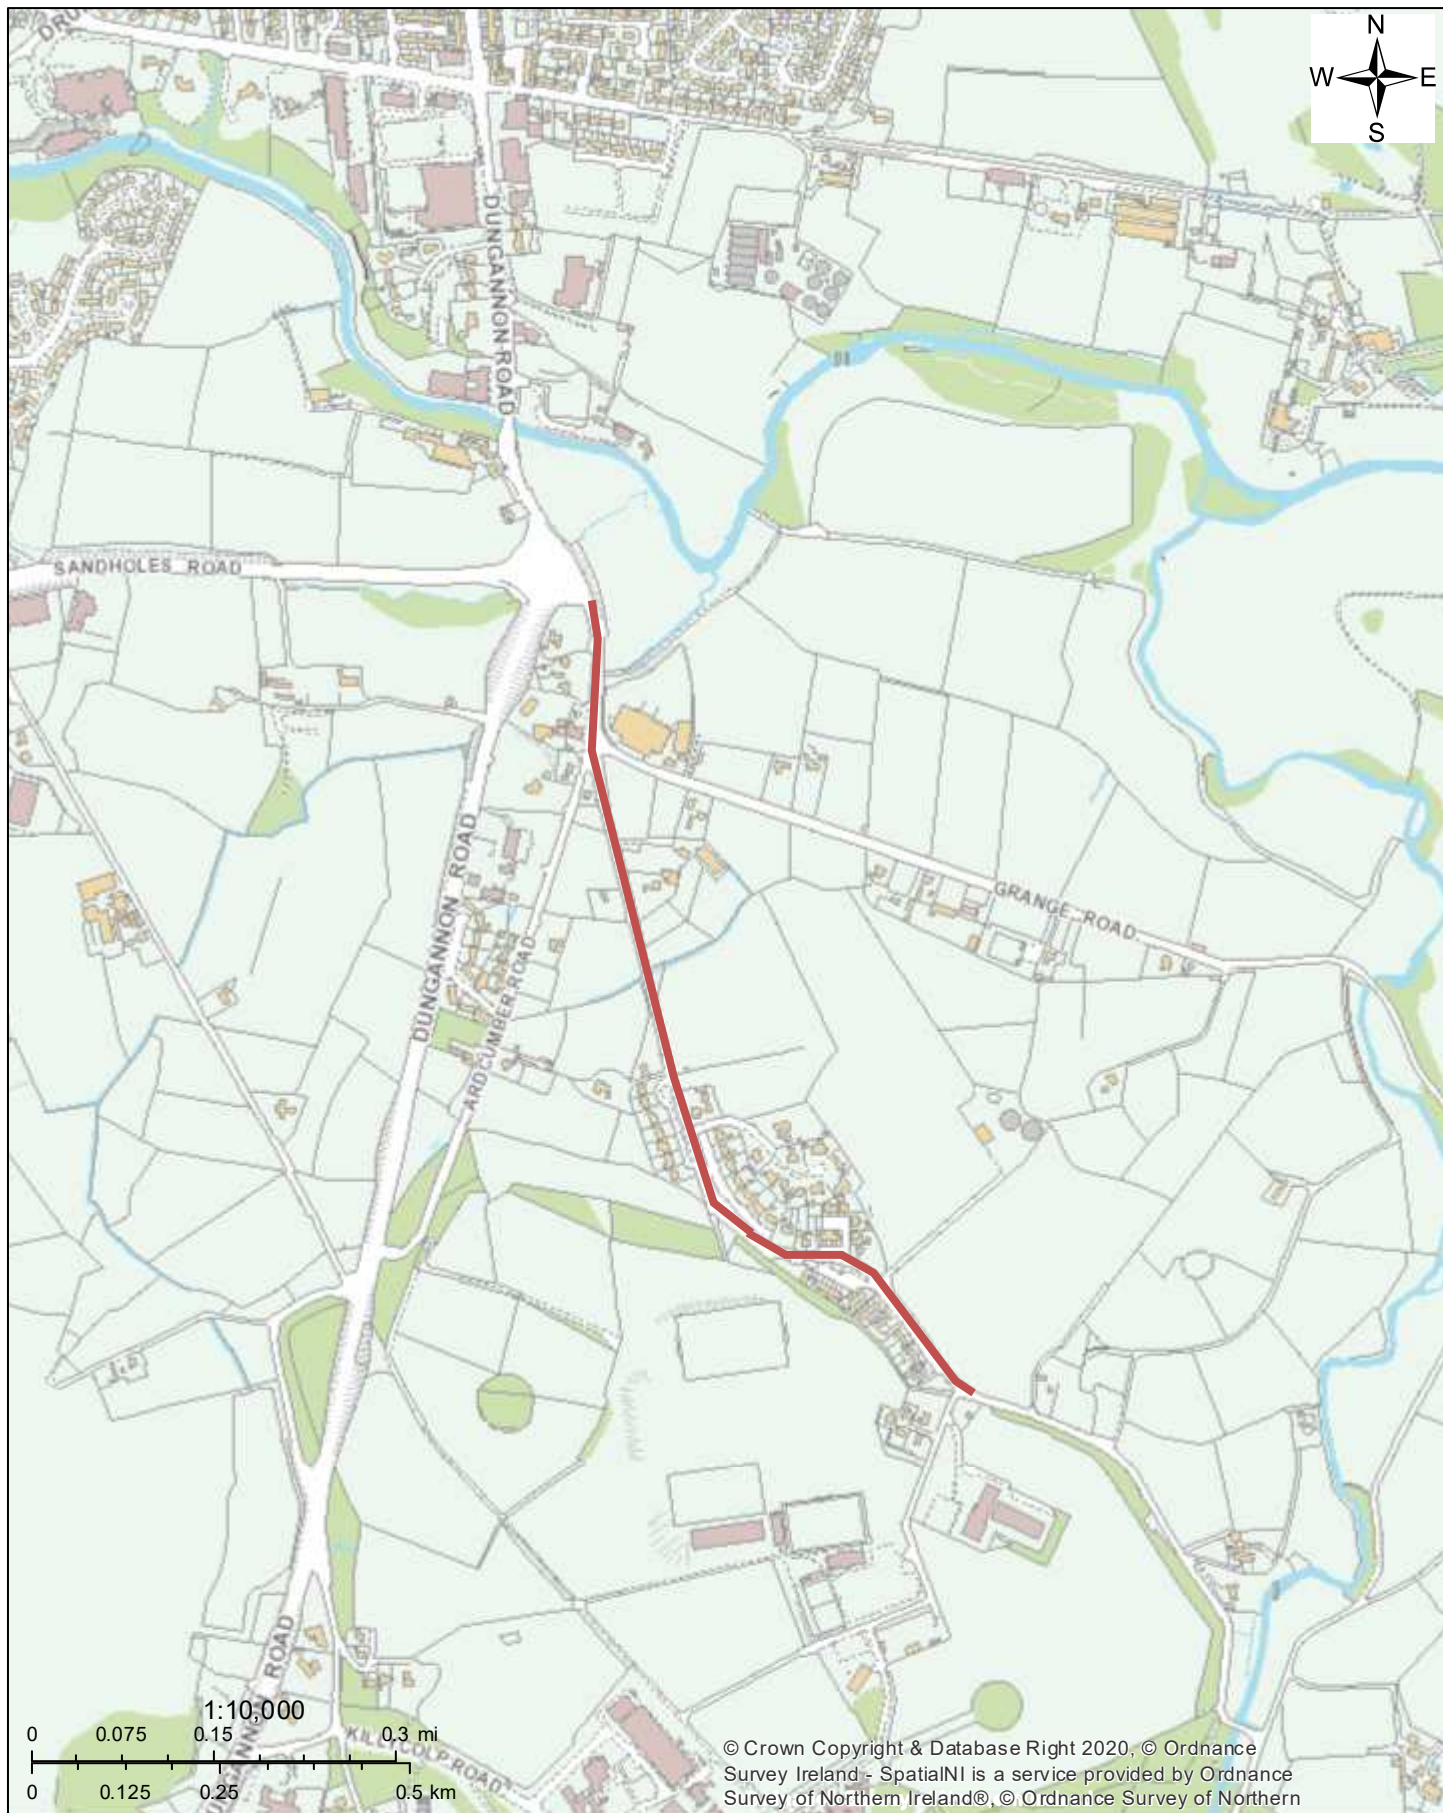 N
W E
S
DUNGANNON ROAD
SANDHOLES ROAD
DUNGANNON ROAD
GRANGE ROAD
ARDCUMBER ROAD
ROAD
1:10,000
0 0.075 0.15 0.3 mi
0 0.125 0.25 0.5 km
© Crown Copyright & Database Right 2020, © Ordnance
Survey Ireland - SpatialNI is a service provided by Ordnance
Survey of Northern Ireland®, © Ordnance Survey of Northern